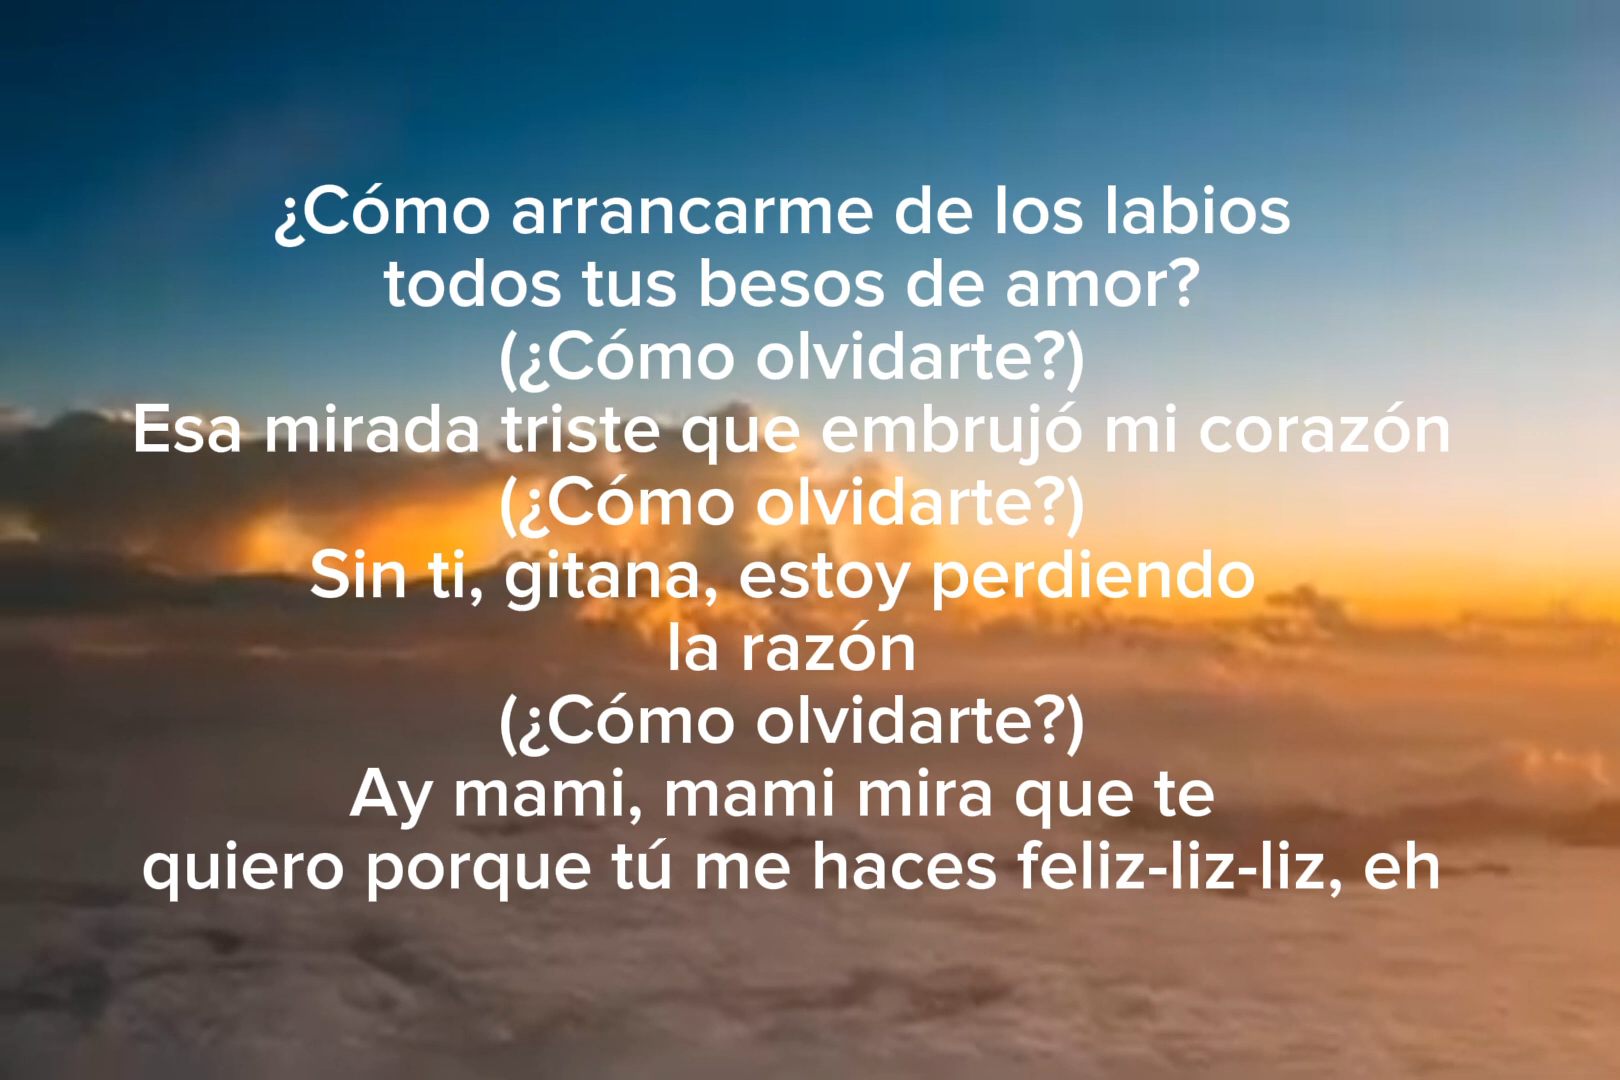 ¿Cómo arrancarme de los labios
todos tus besos de amor?
(¿Cómo olvidarte?)
Esa mirada triste que embrujó mi corazón
(¿Cómo olvidarte?)
Sin ti, gitana, estoy perdiendo
la razón
(¿Cómo olvidarte?)
Ay mami, mami mira que te
quiero porque tú me haces feliz-liz-liz, eh